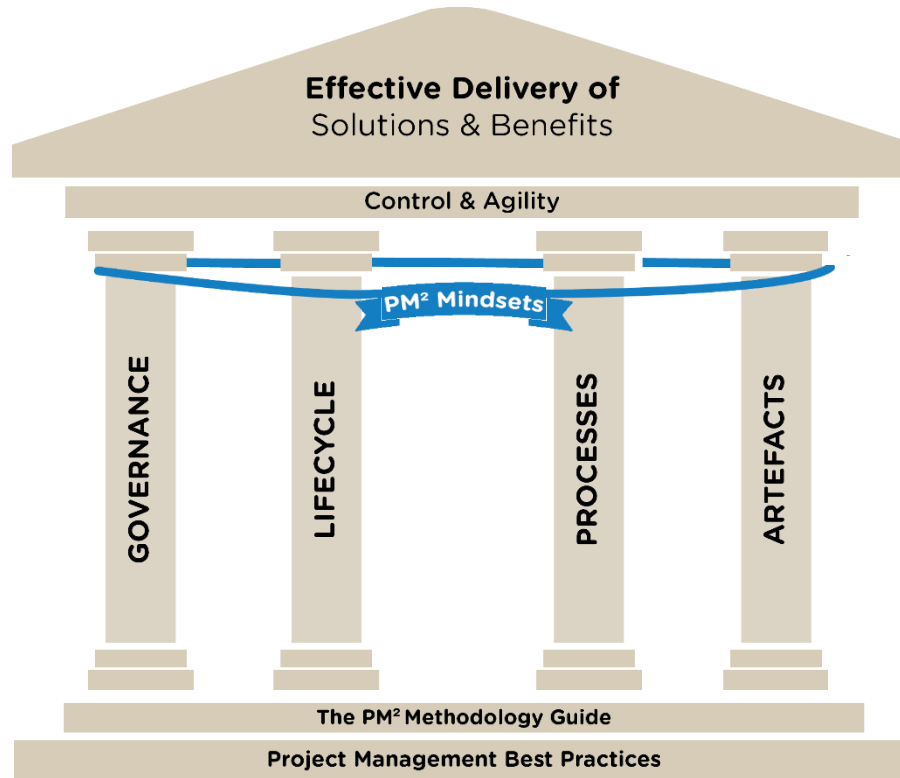 Effective Delivery of
Solutions & Benefits
Control & Agility
PM² Mindsets
GOVERNANCE
LIFECYCLE
PROCESSES
ARTEFACTS
The PM² Methodology Guide
Project Management Best Practices